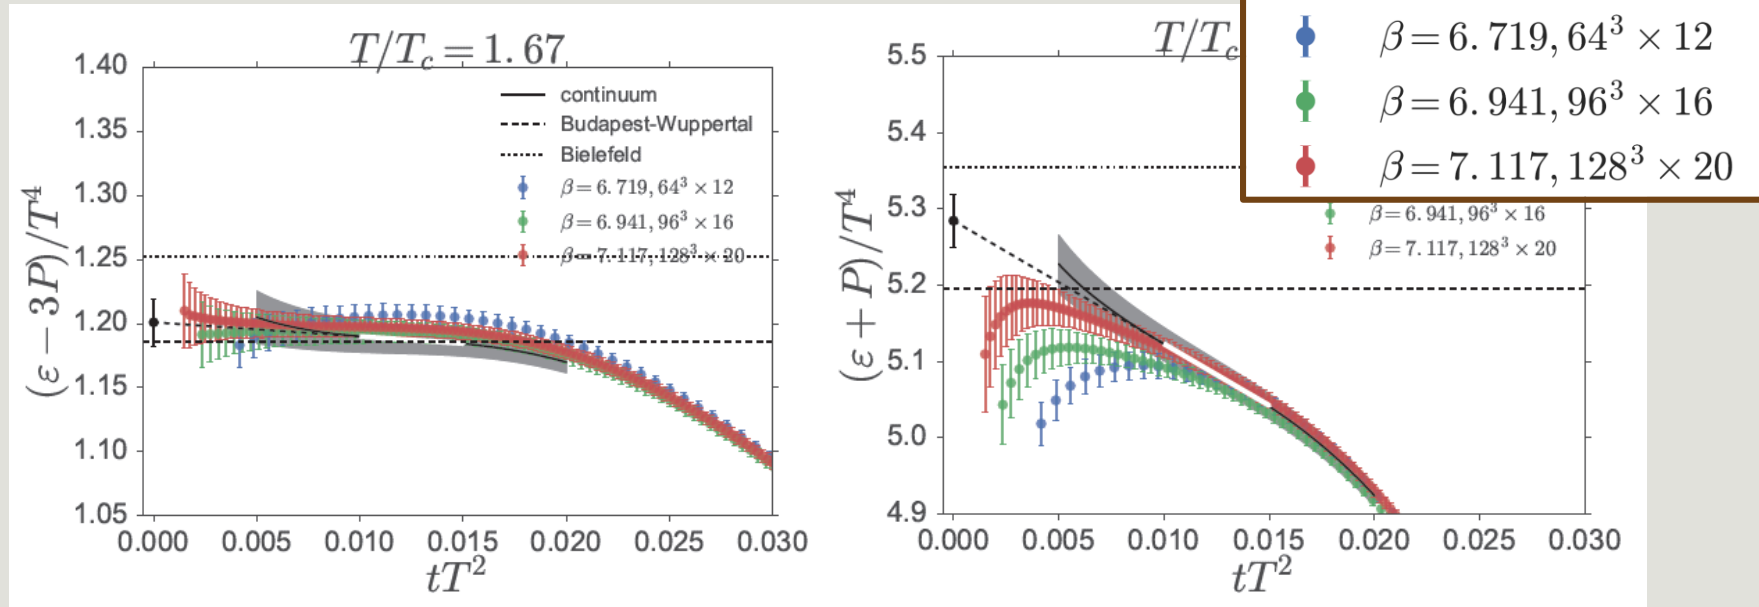 T/T_c = 1.67
1.40
1.35
1.30
1.25
1.20
1.15
1.10
1.05
(ε − 3P)/T^4
continuum
Budapest-Wuppertal
Bielefeld
β = 6.719, 64^3 × 12
β = 6.941, 96^3 × 16
β = 7.117, 128^3 × 20
0.000 0.005 0.010 0.015 0.020 0.025 0.030
tT^2
T/T_c
5.5
5.4
5.3
5.2
5.1
5.0
4.9
(ε + P)/T^4
β = 6.719, 64^3 × 12
β = 6.941, 96^3 × 16
β = 7.117, 128^3 × 20
β = 6.941, 96^3 × 16
β = 7.117, 128^3 × 20
0.000 0.005 0.010 0.015 0.020 0.025 0.030
tT^2